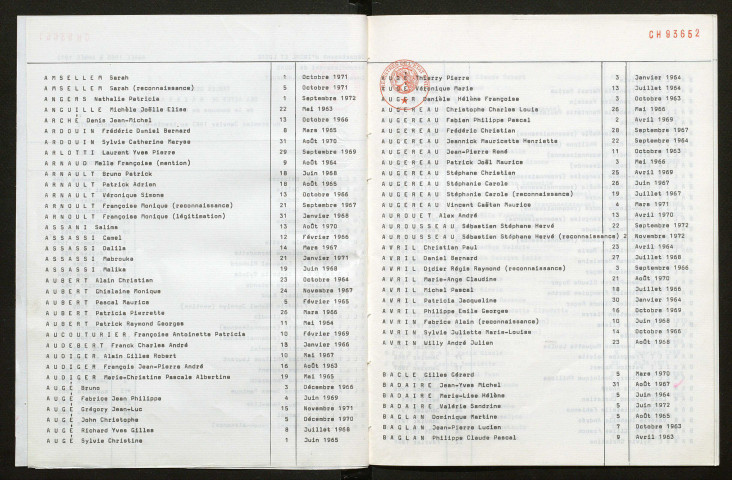 CH 93652
AMSELLEM Sarah 1 Octobre 1971
AMSELLEM Sarah (reconnaissance) 5 Octobre 1971
ANGERS Nathalie Patricia 1 Septembre 1972
ANGUILLE Michèle Joëlle Elise 22 Mai 1963
ARCHÉ Denis Jean-Michel 13 Octobre 1966
ARDOUIN Frédéric Daniel Bernard 8 Mars 1965
ARDOUIN Sylvie Catherine Maryse 31 Août 1970
ARLOTTI Laurent Yves Pierre 29 Septembre 1969
ARNAUD Melle Françoise (mention) 9 Août 1964
ARNAULT Bruno Patrick 18 Juin 1968
ARNAULT Patrick Adrien 18 Août 1965
ARNAULT Véronique Simone 13 Octobre 1966
ARNOULT Françoise Monique (reconnaissance) 21 Septembre 1967
ARNOULT Françoise Monique (légitimation) 31 Janvier 1968
ASSANI Salima 13 Août 1970
ASSASSI Camel 12 Février 1966
ASSASSI Dalila 14 Mars 1967
ASSASSI Mabrouka 21 Janvier 1971
ASSASSI Malika 19 Juin 1968
AUBERT Alain Christian 23 Octobre 1964
AUBERT Ghislaine Monique 24 Novembre 1967
AUBERT Pascal Maurice 5 Février 1965
AUBERT Patricia Pierrette 26 Mars 1966
AUBERT Patrick Raymond Georges 11 Mai 1964
AUCOUTURIER Françoise Antoinette Patricia 10 Février 1969
AUDEBERT Franck Charles André 18 Janvier 1966
AUDIGER Alain Gilles Robert 10 Mai 1967
AUDIGER François Jean-Pierre André 16 Août 1963
AUDIGER Marie-Christine Pascale Albertine 19 Mai 1965
AUGÉ Bruno 3 Décembre 1966
AUGÉ Fabrice Jean Philippe 4 Juin 1969
AUGÉ Grégory Jean-Luc 15 Novembre 1971
AUGÉ John Christophe 5 Décembre 1970
AUGÉ Richard Yves Gilles 8 Juillet 1968
AUGÉ Sylvie Christine 1 Juin 1965
AUGÉ Thierry Pierre 3 Janvier 1964
AUGÉ Véronique Marie 13 Juillet 1964
AUGER Danièle Hélène Françoise 3 Octobre 1963
AUGEREAU Christophe Charles Louis 26 Mai 1966
AUGEREAU Fabien Philippe Pascal 2 Avril 1969
AUGEREAU Frédéric Christian 28 Septembre 1967
AUGEREAU Jeannick Mauricette Henriette 22 Septembre 1964
AUGEREAU Jean-Pierre René 11 Octobre 1963
AUGEREAU Patrick Joël Maurice 3 Mai 1966
AUGEREAU Stéphane Christian 25 Avril 1969
AUGEREAU Stéphanie Carole 26 Juin 1967
AUGEREAU Stéphanie Carole (reconnaissance) 19 Juillet 1967
AUGEREAU Vincent Gaëtan Maurice 4 Mars 1971
AUROUET Alex André 13 Avril 1970
AUROUSSEAU Sébastien Stéphane Hervé 22 Septembre 1972
AUROUSSEAU Sébastien Stéphane Hervé (reconnaissance) 2 Novembre 1972
AVRIL Christian Paul 23 Avril 1964
AVRIL Daniel Bernard 27 Juillet 1968
AVRIL Didier Régis Raymond (reconnaissance) 3 Septembre 1966
AVRIL Marie-Ange Claudine 21 Août 1970
AVRIL Michel Pascal 18 Juillet 1966
AVRIL Patricia Jacqueline 30 Janvier 1964
AVRIL Philippe Emile Georges 16 Octobre 1969
AVRIN Fabrice Alain (reconnaissance) 10 Juin 1968
AVRIN Sylvie Juliette Marie-Louise 14 Octobre 1966
AVRIN Willy André Julien 23 Août 1968
BACLE Gilles Gérard 5 Mars 1970
BADAIRE Jean-Yves Michel 31 Août 1967
BADAIRE Marie-Lise Hélène 5 Juin 1964
BADAIRE Valérie Sandrine 5 Juin 1972
BAGLAN Dominique Martine 5 Août 1965
BAGLAN Jean-Pierre Lucien 7 Octobre 1963
BAGLAN Philippe Claude Pascal 9 Avril 1963